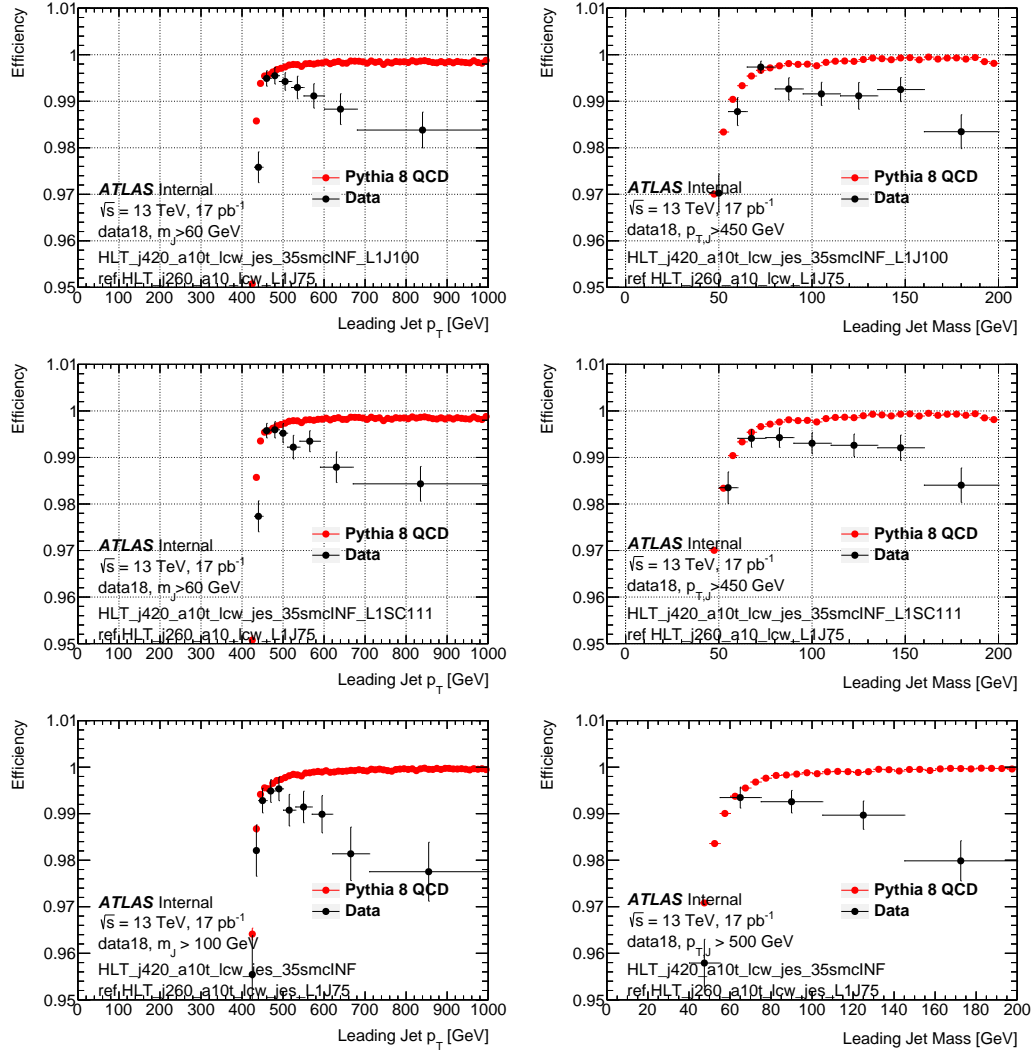 Efficiency
1.01
1
0.99
0.98
0.97
0.96
0.95
Pythia 8 QCD
Data
ATLAS Internal
√s = 13 TeV, 17 pb-1
data18, mJ>60 GeV
HLT_j420_a10t_lcw_jes_35smcINF_L1J100
ref HLT_j260_a10_lcw_L1J75
0 100 200 300 400 500 600 700 800 900 1000
Leading Jet pT [GeV]
Efficiency
1.01
1
0.99
0.98
0.97
0.96
0.95
Pythia 8 QCD
Data
ATLAS Internal
√s = 13 TeV, 17 pb-1
data18, pT,J>450 GeV
HLT_j420_a10t_lcw_jes_35smcINF_L1J100
ref HLT_j260_a10_lcw_L1J75
0 50 100 150 200
Leading Jet Mass [GeV]
Efficiency
1.01
1
0.99
0.98
0.97
0.96
0.95
Pythia 8 QCD
Data
ATLAS Internal
√s = 13 TeV, 17 pb-1
data18, mJ>60 GeV
HLT_j420_a10t_lcw_jes_35smcINF_L1SC111
ref HLT_j260_a10_lcw_L1J75
0 100 200 300 400 500 600 700 800 900 1000
Leading Jet pT [GeV]
Efficiency
1.01
1
0.99
0.98
0.97
0.96
0.95
Pythia 8 QCD
Data
ATLAS Internal
√s = 13 TeV, 17 pb-1
data18, pT,J>450 GeV
HLT_j420_a10t_lcw_jes_35smcINF_L1SC111
ref HLT_j260_a10_lcw_L1J75
0 50 100 150 200
Leading Jet Mass [GeV]
Efficiency
1.01
1
0.99
0.98
0.97
0.96
0.95
Pythia 8 QCD
Data
ATLAS Internal
√s = 13 TeV, 17 pb-1
data18, mJ > 100 GeV
HLT_j420_a10t_lcw_jes_35smcINF
ref HLT_j260_a10t_lcw_jes_L1J75
0 100 200 300 400 500 600 700 800 900 1000
Leading Jet pT [GeV]
Efficiency
1.01
1
0.99
0.98
0.97
0.96
0.95
Pythia 8 QCD
Data
ATLAS Internal
√s = 13 TeV, 17 pb-1
data18, pT,J > 500 GeV
HLT_j420_a10t_lcw_jes_35smcINF
ref HLT_j260_a10t_lcw_jes_L1J75
0 20 40 60 80 100 120 140 160 180 200
Leading Jet Mass [GeV]